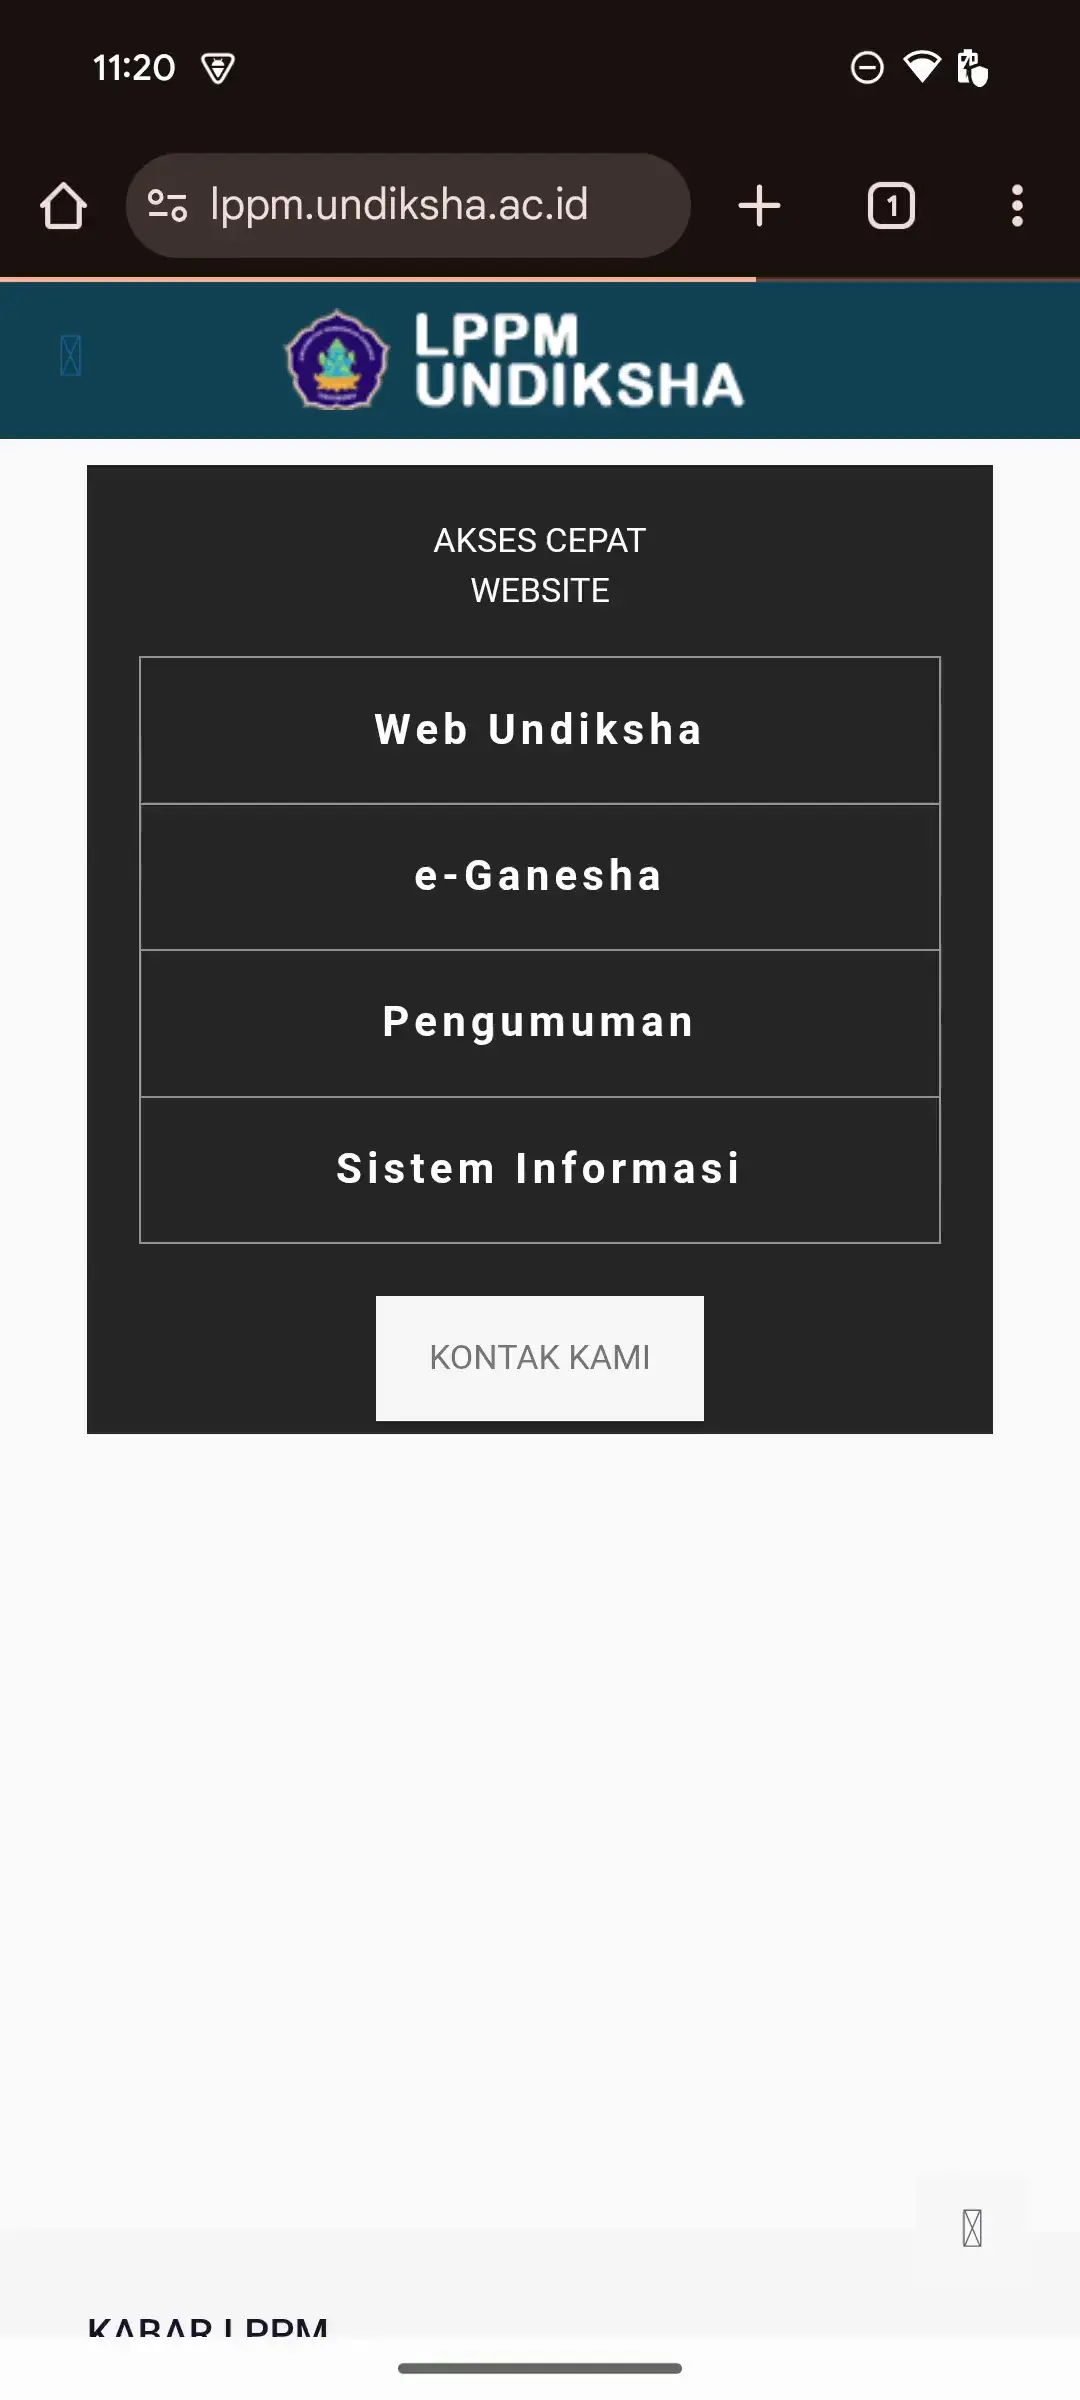 11:20
lppm.undiksha.ac.id
1
LPPM
UNDIKSHA
AKSES CEPAT
WEBSITE
Web Undiksha
e-Ganesha
Pengumuman
Sistem Informasi
KONTAK KAMI
KABAR LPPM